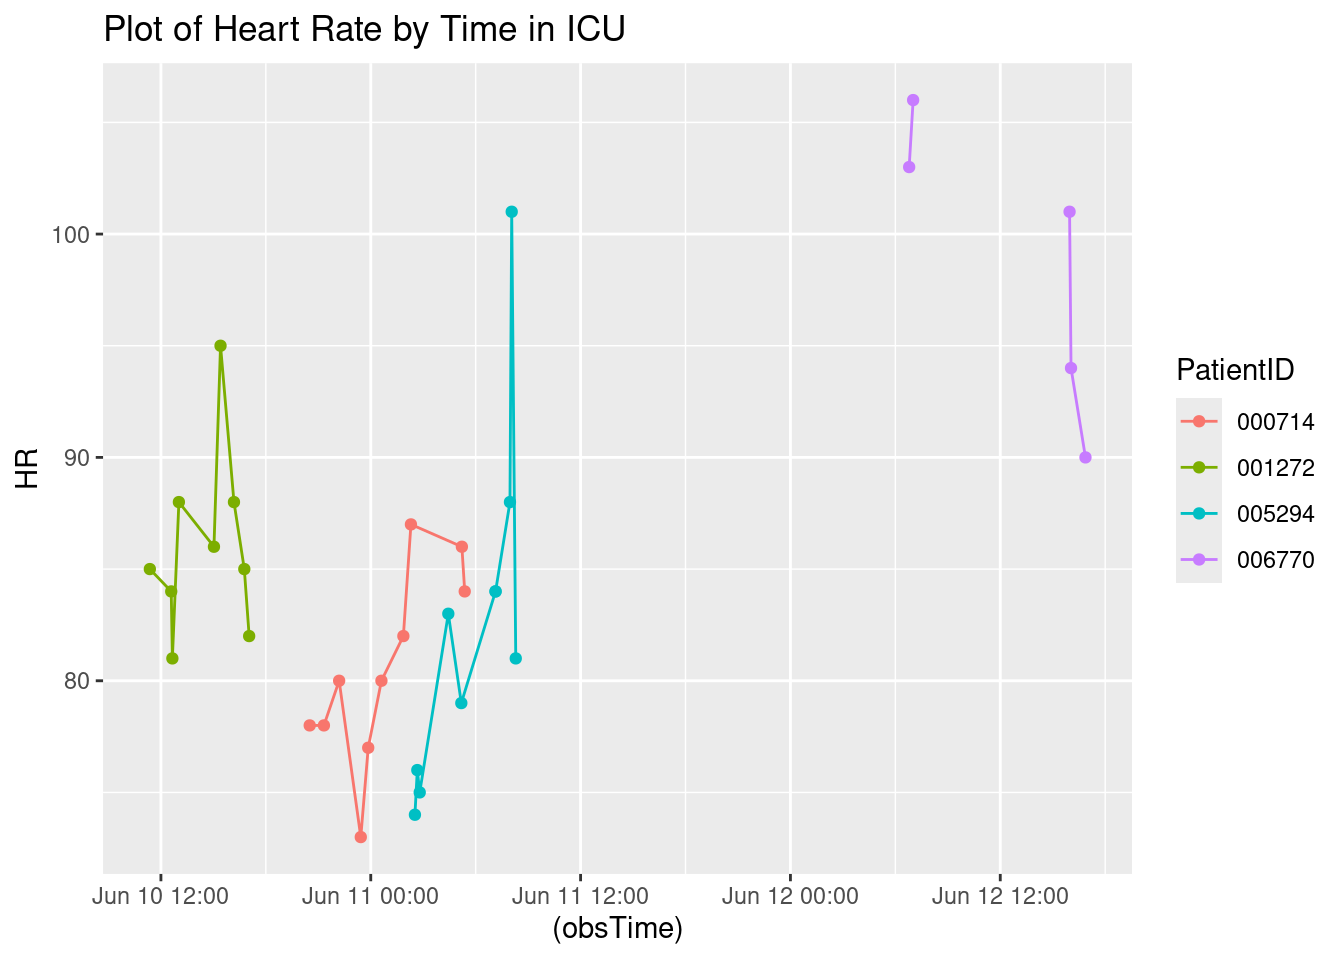 Plot of Heart Rate by Time in ICU
HR
100
90
80
Jun 10 12:00
Jun 11 00:00
Jun 11 12:00
Jun 12 00:00
Jun 12 12:00
(obsTime)
PatientID
000714
001272
005294
006770